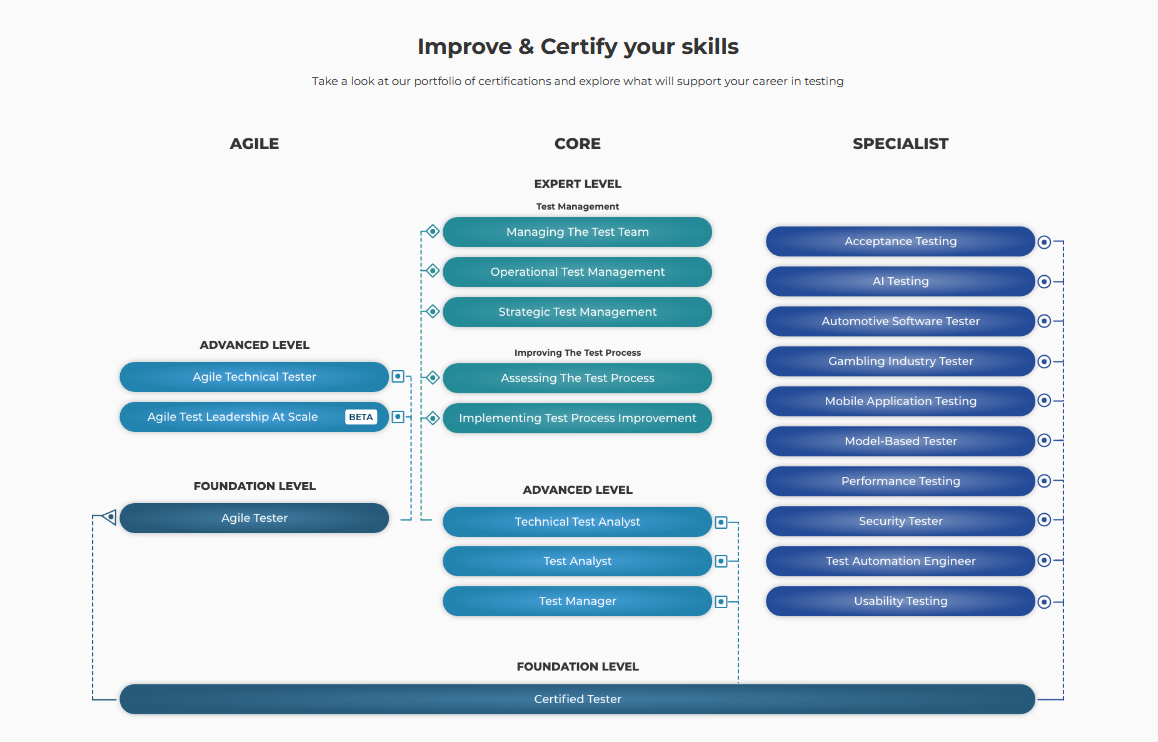 Improve & Certify your skills
Take a look at our portfolio of certifications and explore what will support your career in testing
AGILE
ADVANCED LEVEL
Agile Technical Tester
Agile Test Leadership At Scale BETA
FOUNDATION LEVEL
Agile Tester
CORE
EXPERT LEVEL
Test Management
Managing The Test Team
Operational Test Management
Strategic Test Management
Improving The Test Process
Assessing The Test Process
Implementing Test Process Improvement
ADVANCED LEVEL
Technical Test Analyst
Test Analyst
Test Manager
SPECIALIST
Acceptance Testing
AI Testing
Automotive Software Tester
Gambling Industry Tester
Mobile Application Testing
Model-Based Tester
Performance Testing
Security Tester
Test Automation Engineer
Usability Testing
FOUNDATION LEVEL
Certified Tester